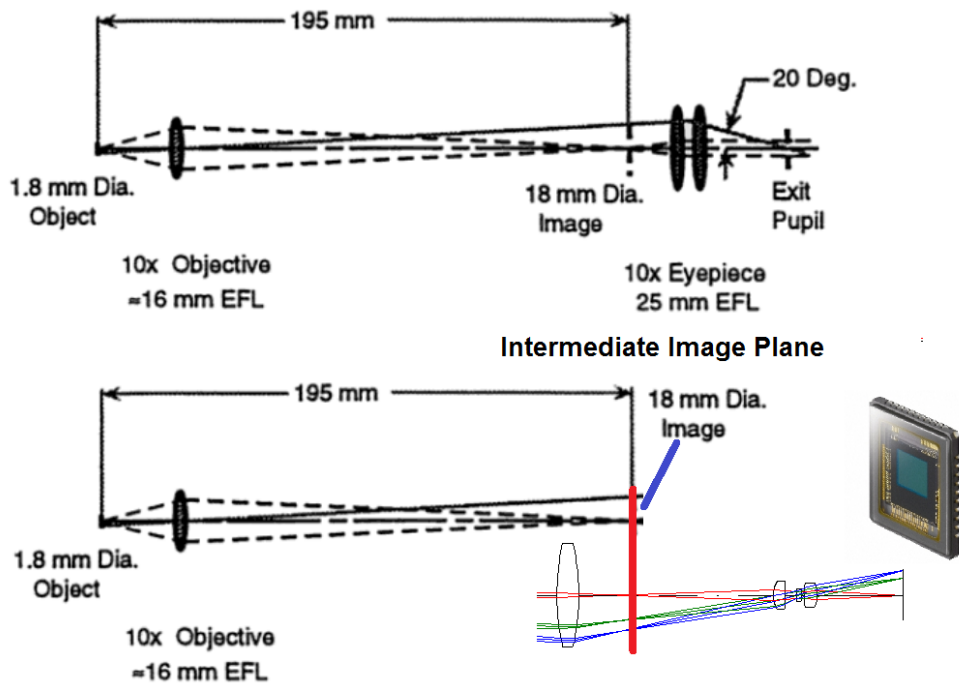 195 mm
20 Deg.
1.8 mm Dia.
Object
18 mm Dia.
Image
Exit
Pupil
10x Objective
≈16 mm EFL
10x Eyepiece
25 mm EFL
Intermediate Image Plane
195 mm
18 mm Dia.
Image
1.8 mm Dia.
Object
10x Objective
≈16 mm EFL